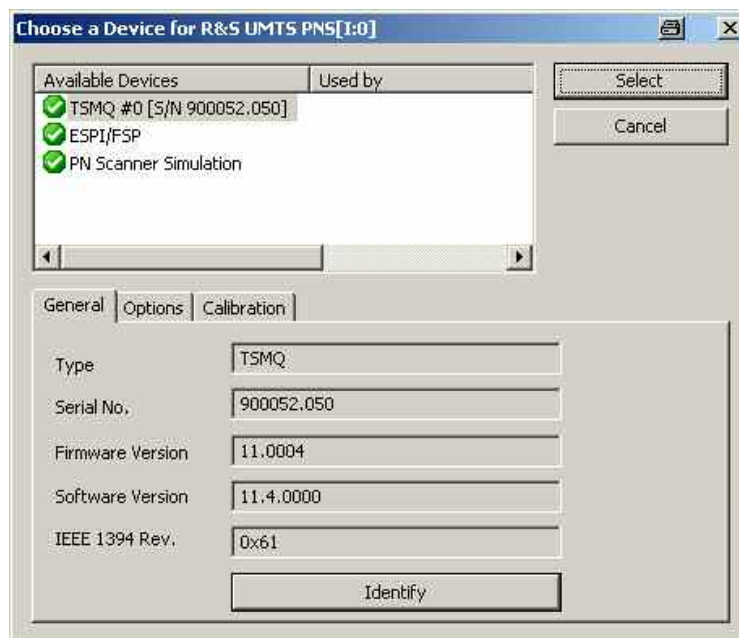 Choose a Device for R&S UMTS PNS[I:0]
Available Devices Used by
TSMQ #0 [S/N 900052.050]
ESPI/FSP
PN Scanner Simulation
Select
Cancel
General Options Calibration
Type TSMQ
Serial No. 900052.050
Firmware Version 11.0004
Software Version 11.4.0000
IEEE 1394 Rev. 0x61
Identify